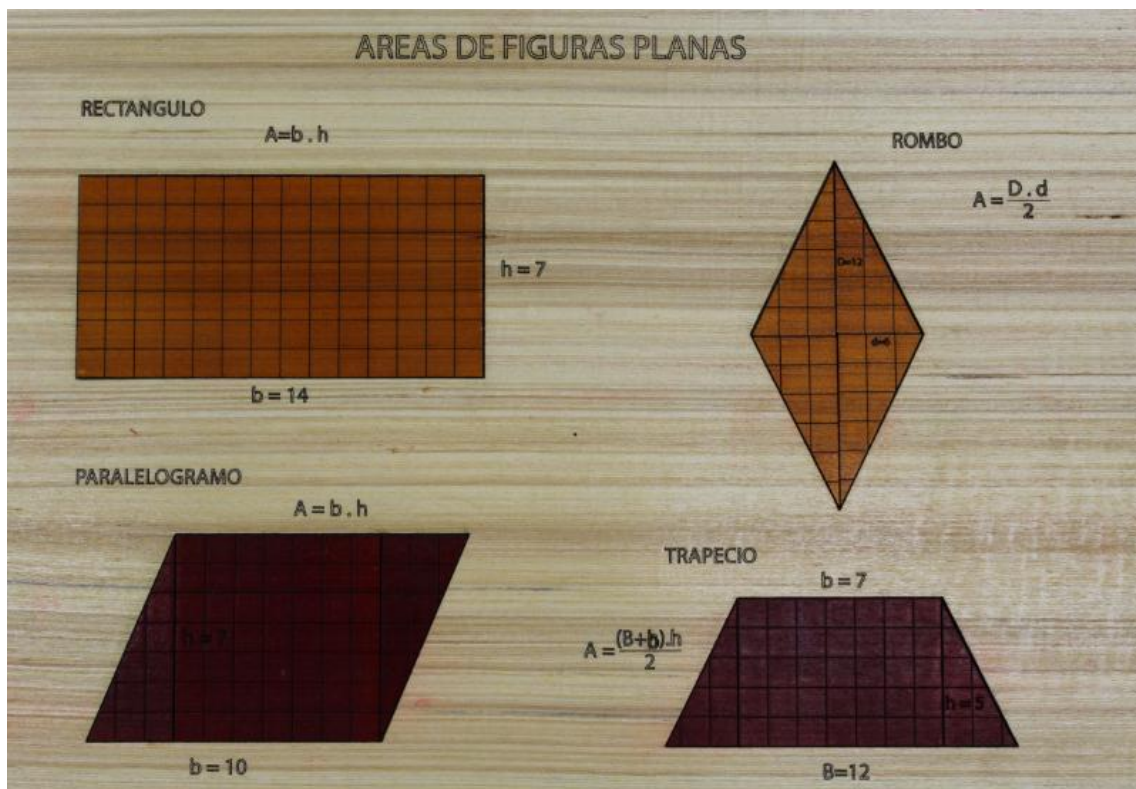 AREAS DE FIGURAS PLANAS
RECTANGULO
A=b . h
h = 7
b = 14
ROMBO
A = D . d
2
D=12
d=6
PARALELOGRAMO
A = b . h
h = 7
b = 10
TRAPECIO
b = 7
A = (B+b).h
2
h = 5
B=12